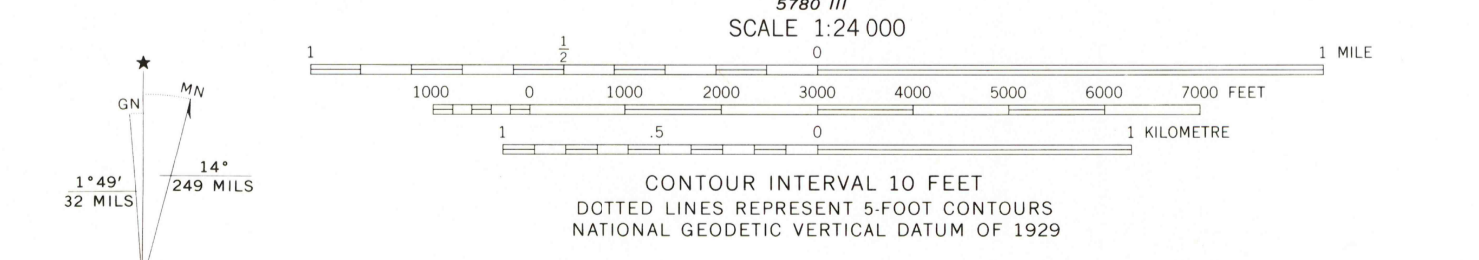 5780 III
SCALE 1:24 000
1 1/2 0 1 MILE
1000 0 1000 2000 3000 4000 5000 6000 7000 FEET
1 .5 0 1 KILOMETRE
CONTOUR INTERVAL 10 FEET
DOTTED LINES REPRESENT 5-FOOT CONTOURS
NATIONAL GEODETIC VERTICAL DATUM OF 1929
★
GN
MN
1°49′
32 MILS
14°
249 MILS